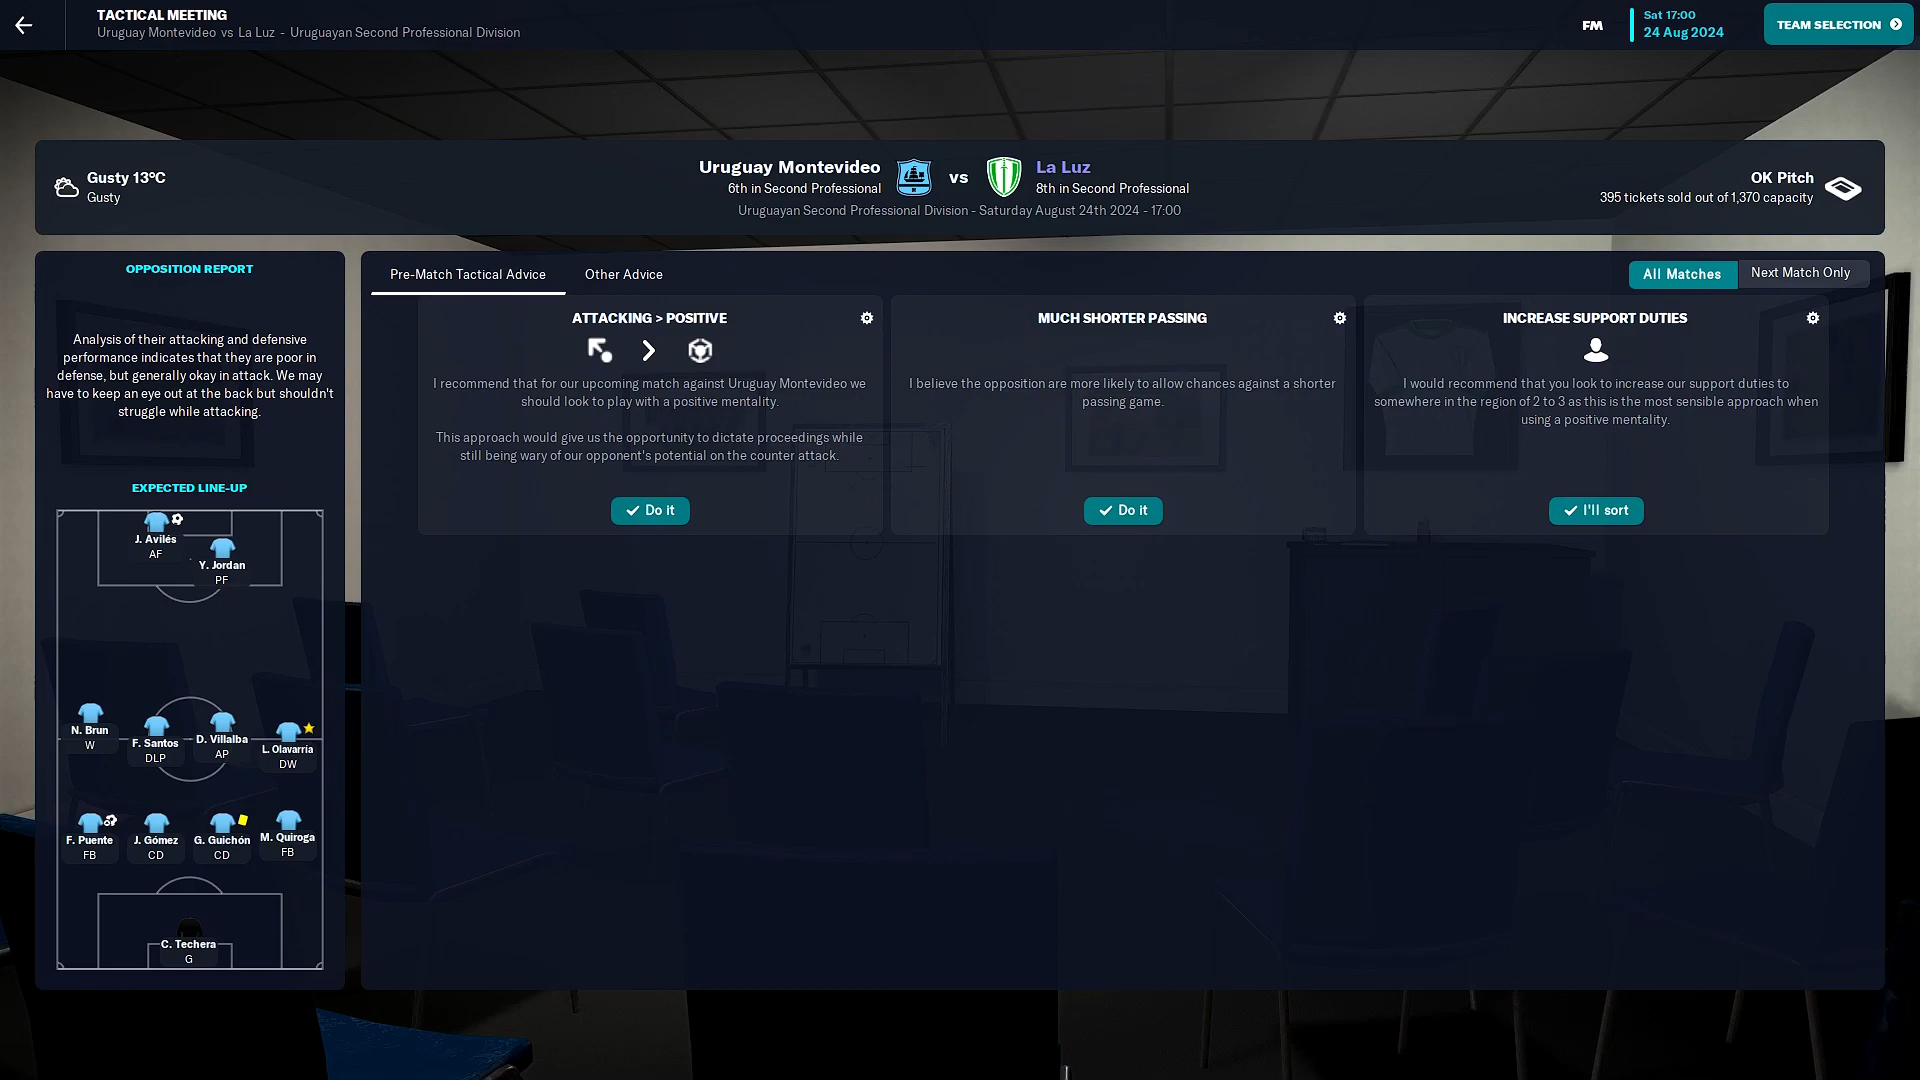 TACTICAL MEETING
Uruguay Montevideo vs La Luz - Uruguayan Second Professional Division
FM
Sat 17:00
24 Aug 2024
TEAM SELECTION
Gusty 13°C
Gusty
Uruguay Montevideo
6th in Second Professional
vs
La Luz
8th in Second Professional
Uruguayan Second Professional Division - Saturday August 24th 2024 - 17:00
OK Pitch
395 tickets sold out of 1,370 capacity
OPPOSITION REPORT
Analysis of their attacking and defensive
performance indicates that they are poor in
defense, but generally okay in attack. We may
have to keep an eye out at the back but shouldn't
struggle while attacking.
EXPECTED LINE-UP
J. Avilés
AF
Y. Jordan
PF
N. Brun
W
F. Santos
DLP
D. Villalba
AP
L. Olavarría
DW
F. Puente
FB
J. Gómez
CD
G. Guichón
CD
M. Quiroga
FB
C. Techera
G
Pre-Match Tactical Advice
Other Advice
All Matches
Next Match Only
ATTACKING > POSITIVE
I recommend that for our upcoming match against Uruguay Montevideo we
should look to play with a positive mentality.
This approach would give us the opportunity to dictate proceedings while
still being wary of our opponent's potential on the counter attack.
Do it
MUCH SHORTER PASSING
I believe the opposition are more likely to allow chances against a shorter
passing game.
Do it
INCREASE SUPPORT DUTIES
I would recommend that you look to increase our support duties to
somewhere in the region of 2 to 3 as this is the most sensible approach when
using a positive mentality.
I'll sort